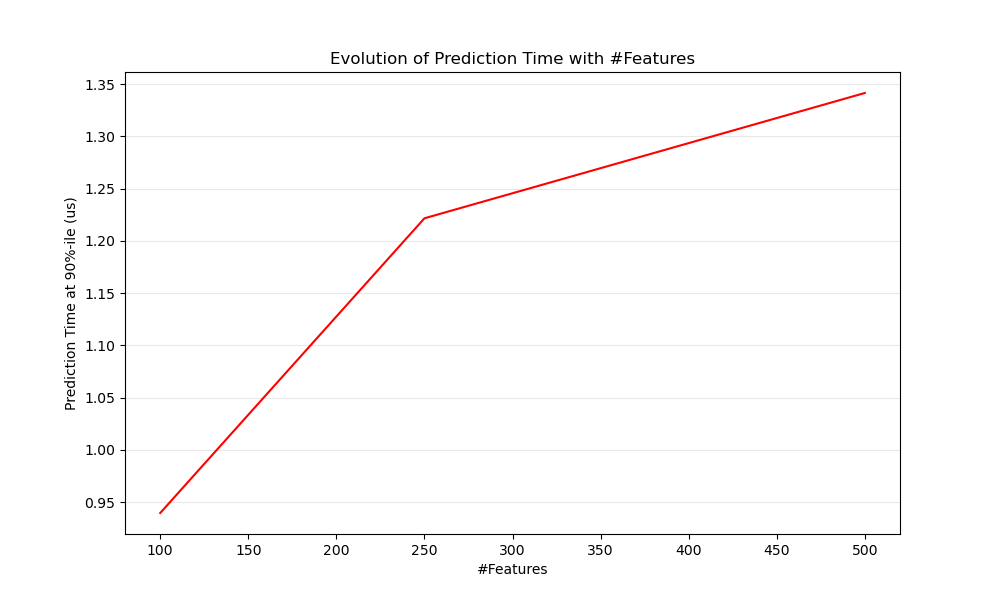 Evolution of Prediction Time with #Features
Prediction Time at 90%-ile (us)
1.35
1.30
1.25
1.20
1.15
1.10
1.05
1.00
0.95
100 150 200 250 300 350 400 450 500
#Features